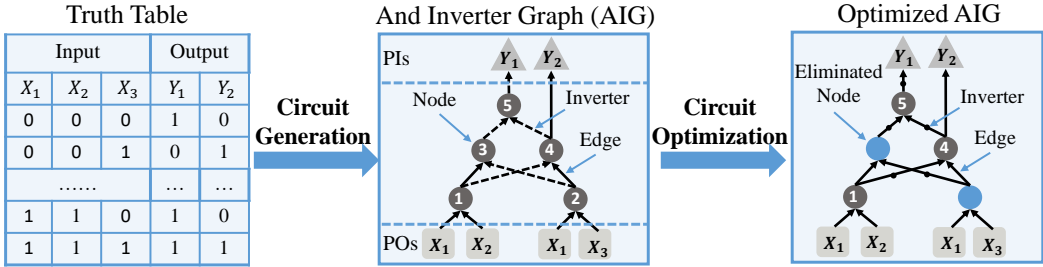 Truth Table
Input Output
X₁ X₂ X₃ Y₁ Y₂
0 0 0 1 0
0 0 1 0 1
...... ... ...
1 1 0 1 0
1 1 1 1 1
Circuit
Generation
And Inverter Graph (AIG)
PIs
Y₁ Y₂
Node
Inverter
5
3 4
Edge
1 2
POs
X₁ X₂ X₁ X₃
Circuit
Optimization
Optimized AIG
Y₁ Y₂
Eliminated
Node
Inverter
5
4
Edge
1
X₁ X₂ X₁ X₃